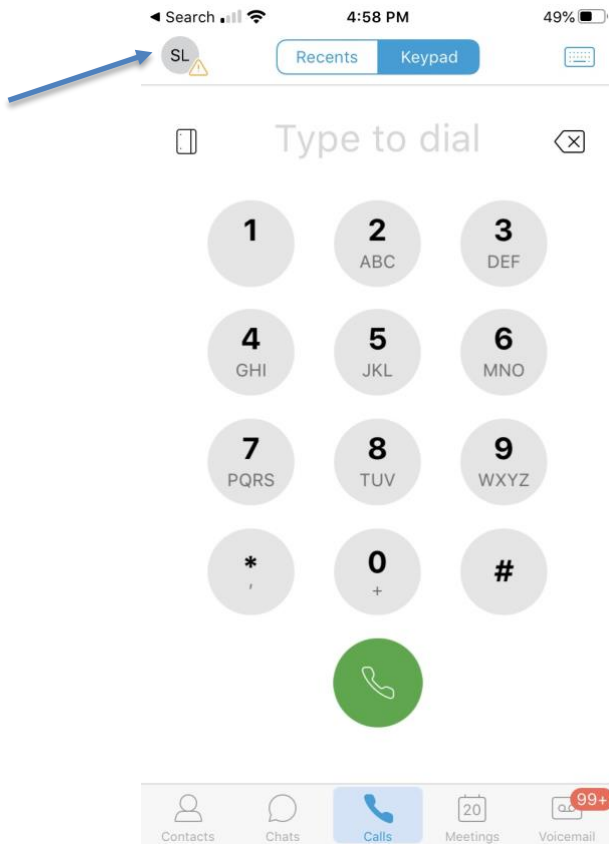 ◄ Search 4:58 PM 49%
SL Recents Keypad
Type to dial
1 2 3
ABC DEF
4 5 6
GHI JKL MNO
7 8 9
PQRS TUV WXYZ
* 0 #
, +
20 99+
Contacts Chats Calls Meetings Voicemail